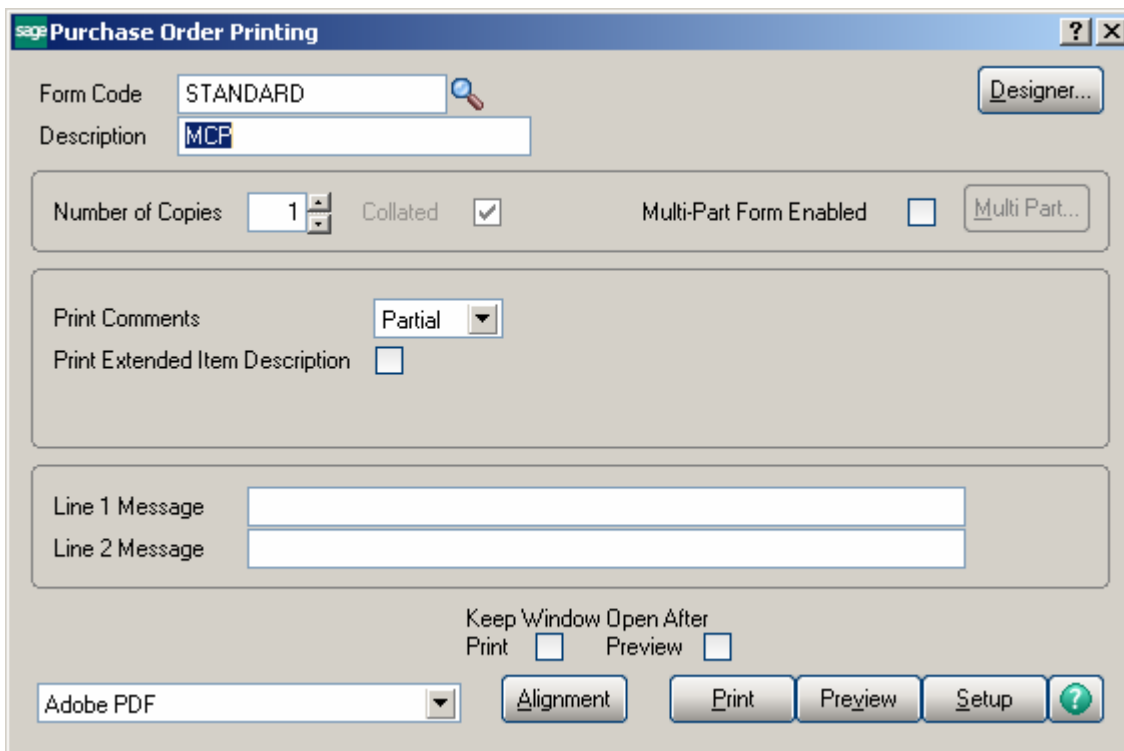 sage Purchase Order Printing
Form Code STANDARD Designer...
Description MCP
Number of Copies 1 Collated Multi-Part Form Enabled Multi Part...
Print Comments Partial
Print Extended Item Description
Line 1 Message
Line 2 Message
Keep Window Open After
Print Preview
Adobe PDF Alignment Print Preview Setup